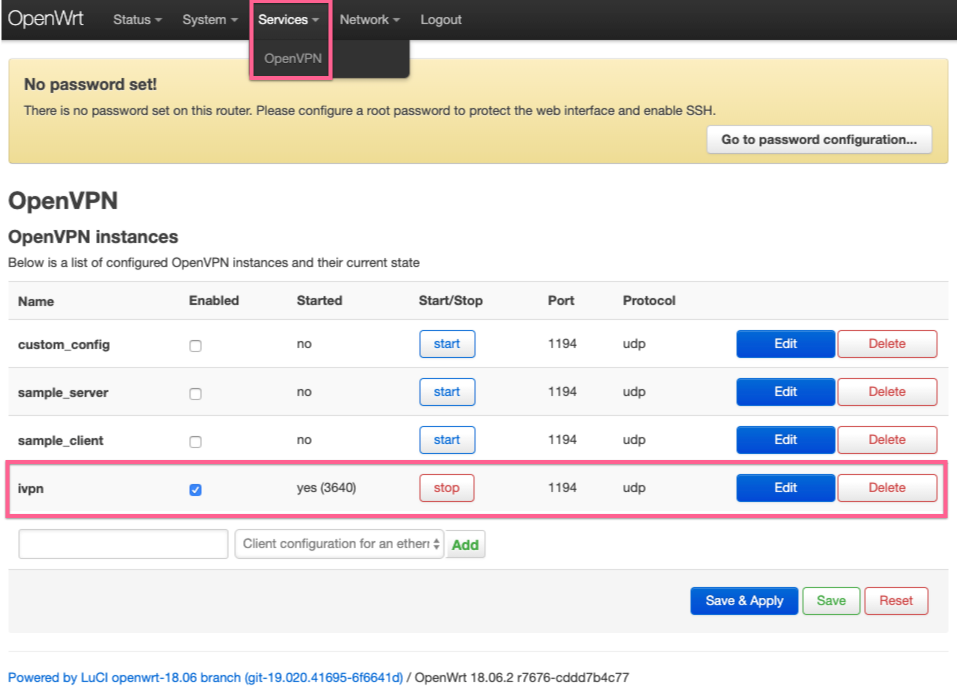 OpenWrt Status System Services Network Logout
OpenVPN
No password set!
There is no password set on this router. Please configure a root password to protect the web interface and enable SSH.
Go to password configuration...
OpenVPN
OpenVPN instances
Below is a list of configured OpenVPN instances and their current state
Name Enabled Started Start/Stop Port Protocol
custom_config no start 1194 udp Edit Delete
sample_server no start 1194 udp Edit Delete
sample_client no start 1194 udp Edit Delete
ivpn yes (3640) stop 1194 udp Edit Delete
Client configuration for an ethern Add
Save & Apply Save Reset
Powered by LuCI openwrt-18.06 branch (git-19.020.41695-6f6641d) / OpenWrt 18.06.2 r7676-cddd7b4c77